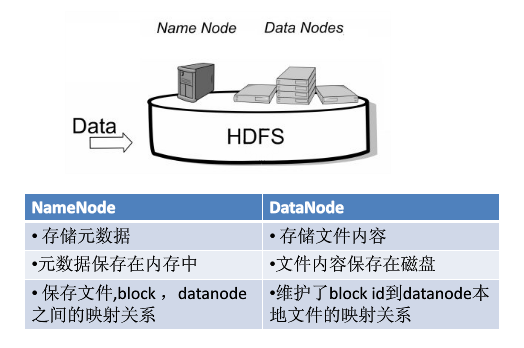 Name Node Data Nodes
Data
HDFS
NameNode DataNode
• 存储元数据 • 存储文件内容
•元数据保存在内存中 •文件内容保存在磁盘
• 保存文件,block ，datanode •维护了block id到datanode本
之间的映射关系 地文件的映射关系